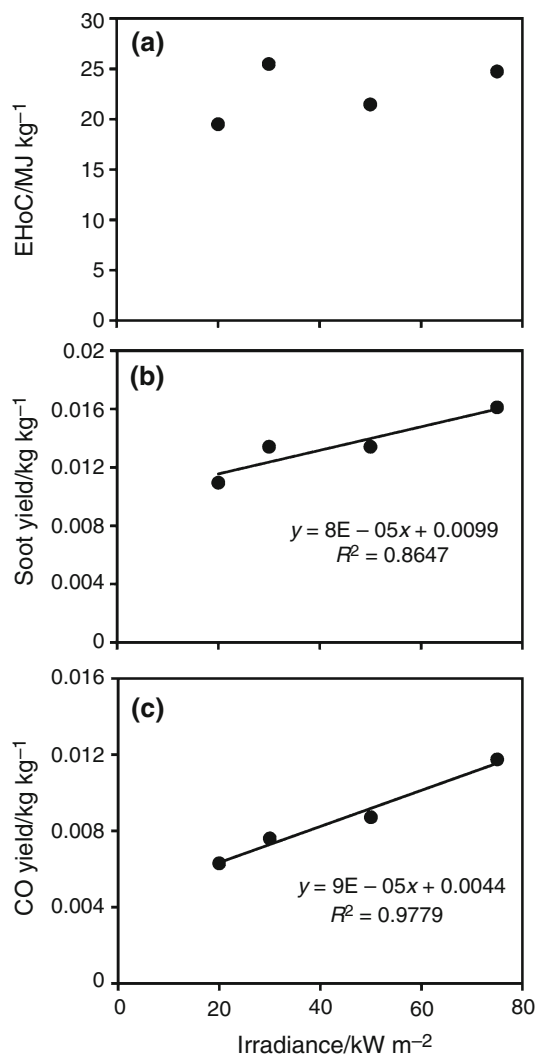 30
(a)
25
20
15
10
5
0
EHoC/MJ kg⁻¹
0.02
(b)
0.016
0.012
0.008
0.004
0
Soot yield/kg kg⁻¹
y = 8E – 05x + 0.0099
R² = 0.8647
0.016
(c)
0.012
0.008
0.004
0
CO yield/kg kg⁻¹
y = 9E – 05x + 0.0044
R² = 0.9779
0 20 40 60 80
Irradiance/kW m⁻²